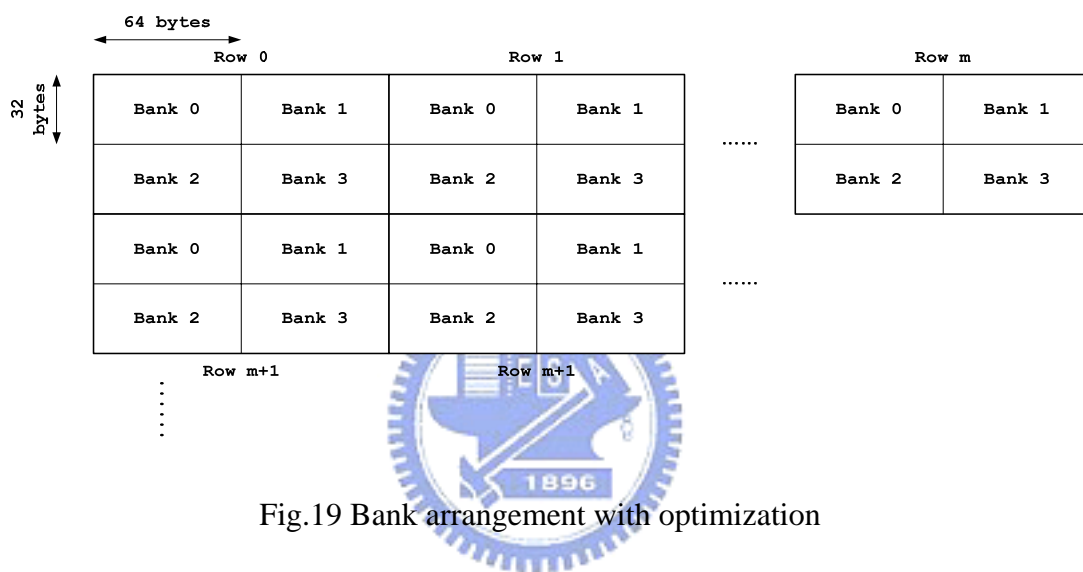 64 bytes
Row 0 Row 1 Row m
32 bytes
Bank 0 Bank 1 Bank 0 Bank 1 Bank 0 Bank 1
......
Bank 2 Bank 3 Bank 2 Bank 3 Bank 2 Bank 3
Bank 0 Bank 1 Bank 0 Bank 1
......
Bank 2 Bank 3 Bank 2 Bank 3
E S A
Row m+1 Row m+1
......
1896
Fig.19 Bank arrangement with optimization